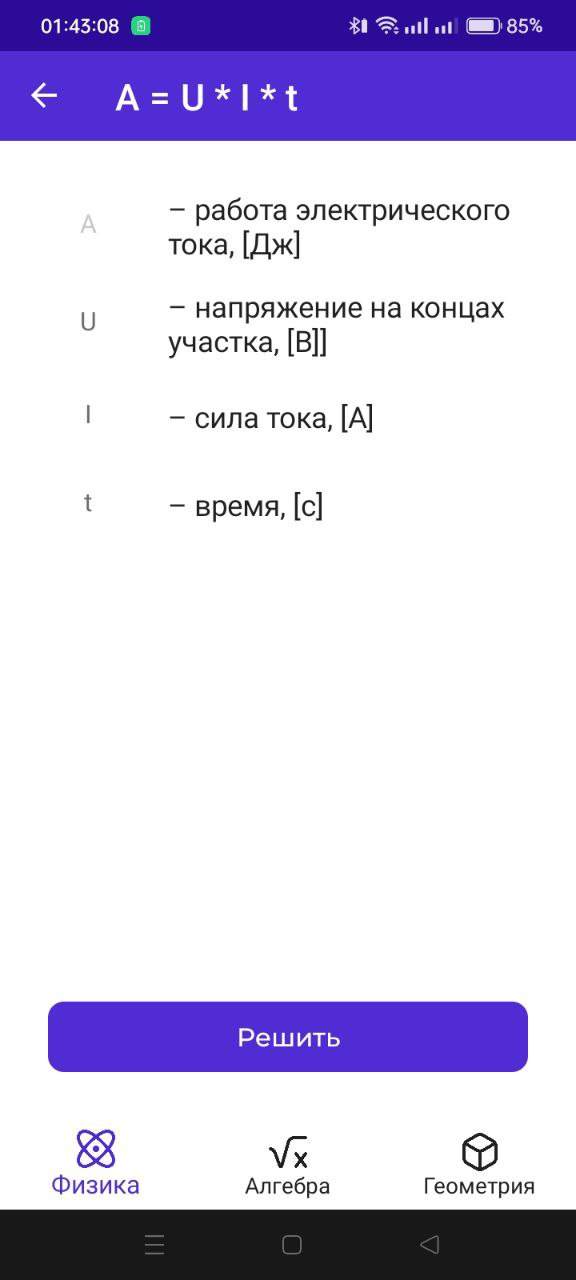 01:43:08 85%
A = U * I * t
A
– работа электрического
тока, [Дж]
U
– напряжение на концах
участка, [В]]
I
– сила тока, [А]
t
– время, [с]
Решить
Физика
Алгебра
Геометрия